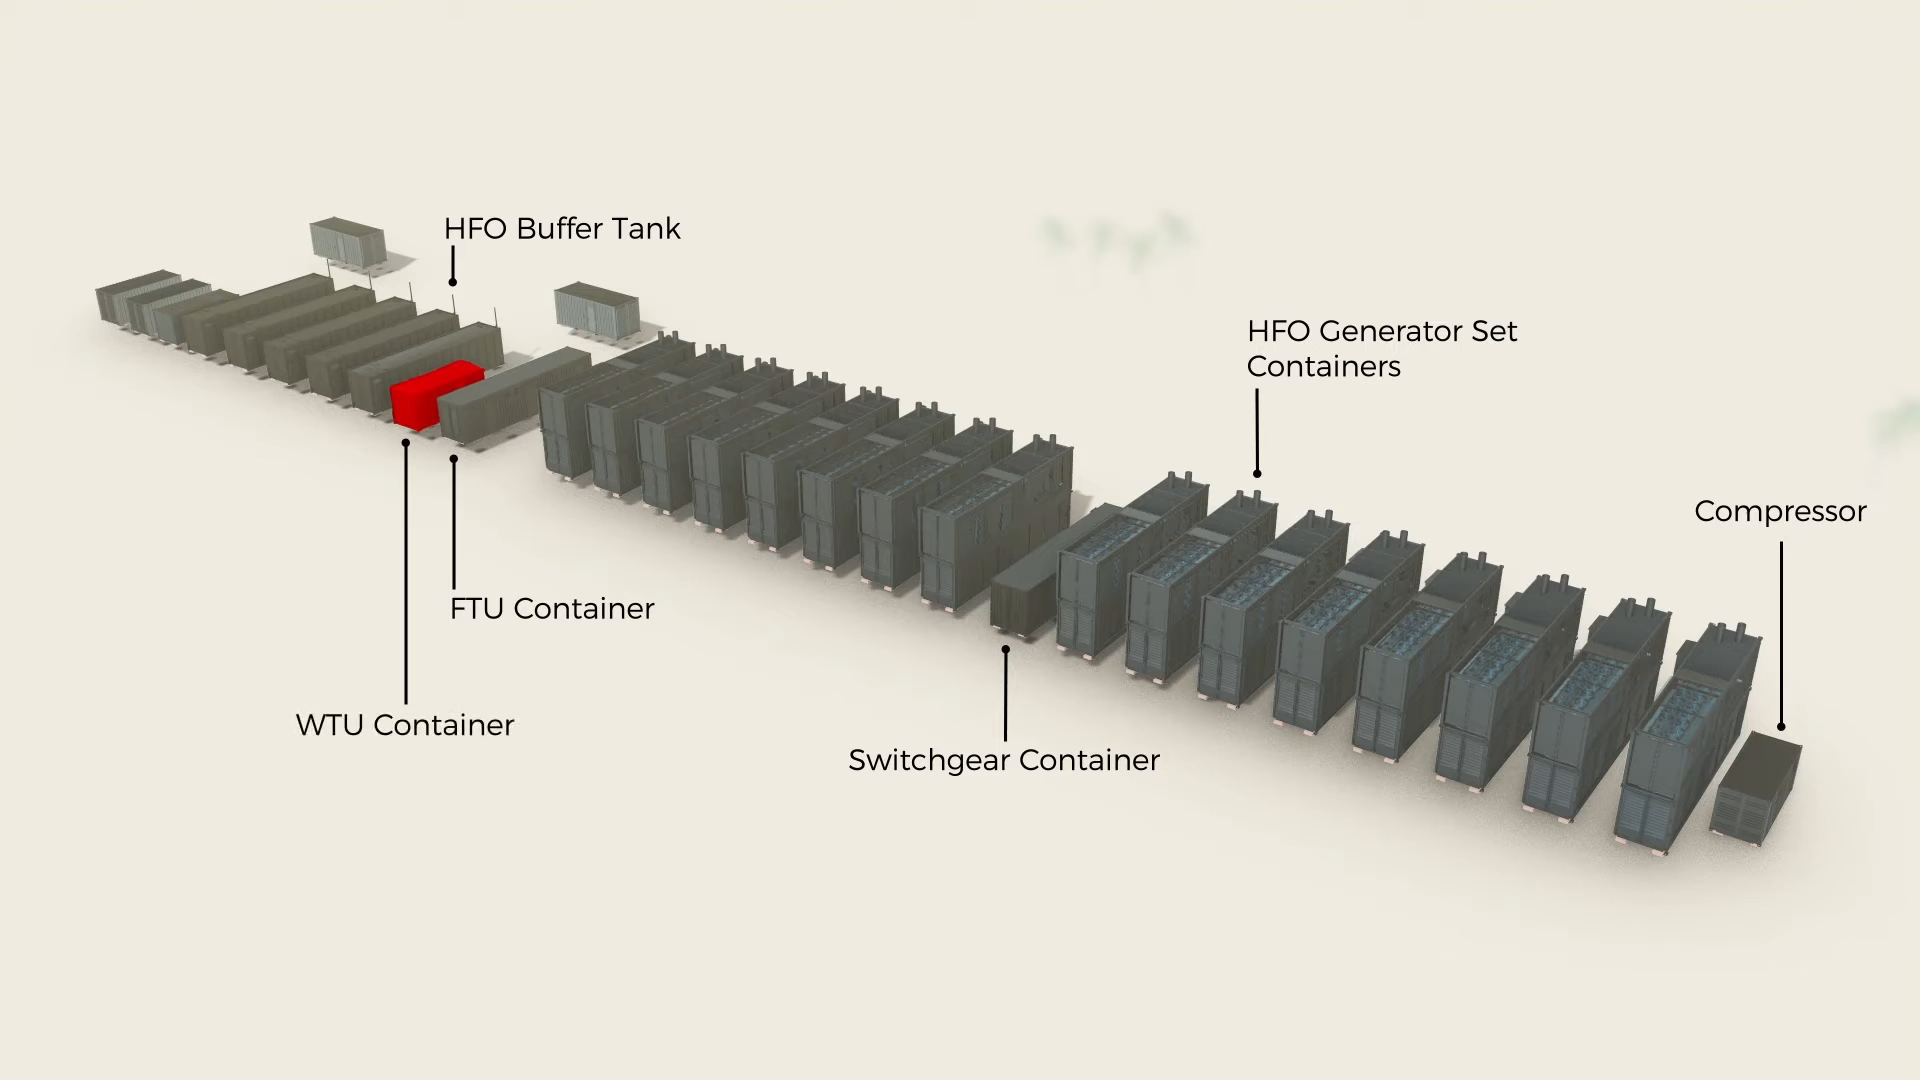 HFO Buffer Tank
HFO Generator Set
Containers
Compressor
FTU Container
WTU Container
Switchgear Container